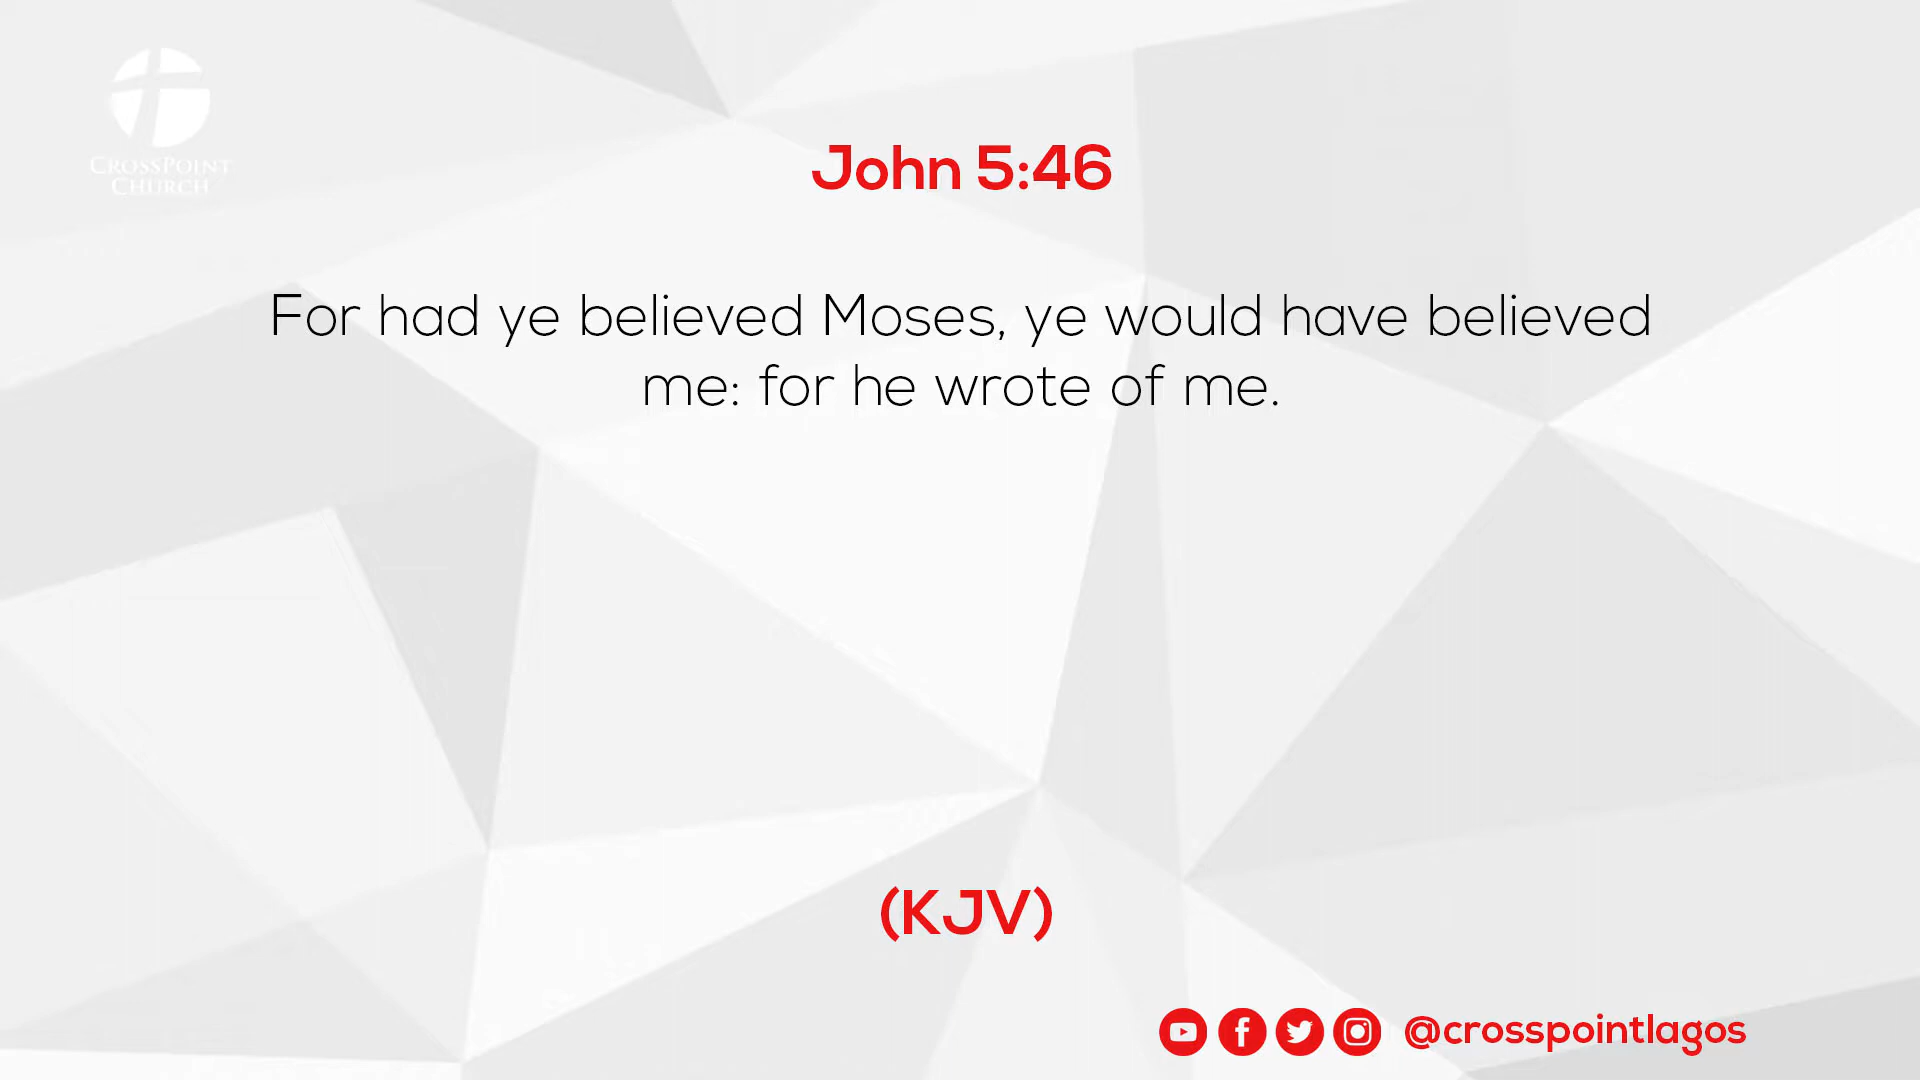 CROSSPOINT
CHURCH
John 5:46
For had ye believed Moses, ye would have believed
me: for he wrote of me.
(KJV)
@crosspointlagos